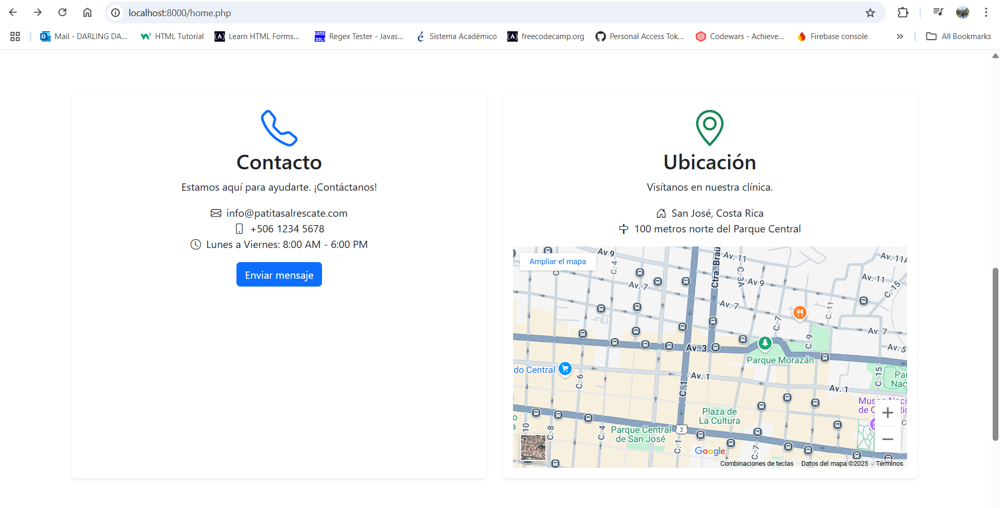 localhost:8000/home.php
Mail - DARLING DA...
HTML Tutorial
Learn HTML Forms...
Regex Tester - Javas...
Sistema Académico
freecodecamp.org
Personal Access Tok...
Codewars - Achieve...
Firebase console
All Bookmarks
Contacto
Estamos aquí para ayudarte. ¡Contáctanos!
info@patitasalrescate.com
+506 1234 5678
Lunes a Viernes: 8:00 AM - 6:00 PM
Enviar mensaje
Ubicación
Visítanos en nuestra clínica.
San José, Costa Rica
100 metros norte del Parque Central
Ampliar el mapa
Av 9
C. 4
Ctra. Brau
Av. 11
Av. 11A
C. 3A
Av 9
Av. 11
C. 15
Av. 7
Av. 7
C. 11
C. 7
Av. 7
C. 9
Av. 3
Av. 5
Parque Morazán
do Central
C. 6
Av. 1
C. 1
C. 15
Av. 1
Plaza de
La Cultura
Parque Central
de San José
2
10
C. 8
C. 4
C. 1
C. 7
Google
Combinaciones de teclas
Datos del mapa ©2025
Términos